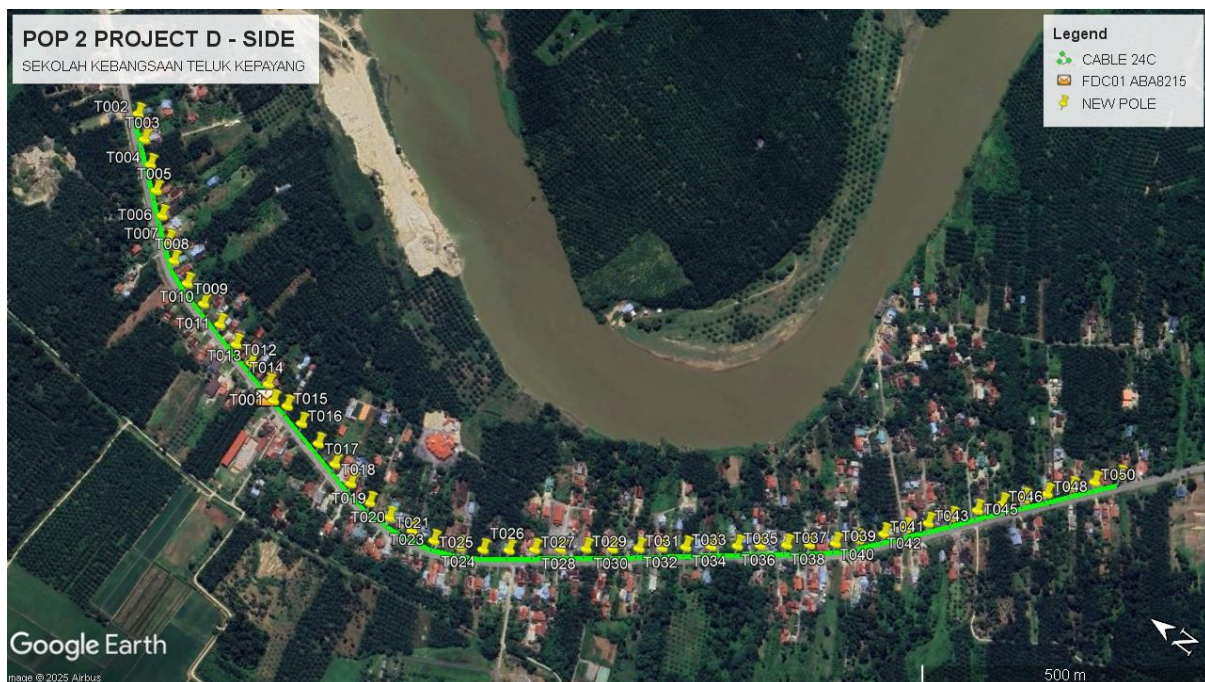 POP 2 PROJECT D - SIDE
SEKOLAH KEBANGSAAN TELUK KEPAYANG
Legend
CABLE 24C
FDC01 ABA8215
NEW POLE
T002
T003
T004
T005
T006
T007
T008
T009
T010
T011
T012
T013
T014
T001
T015
T016
T017
T018
T019
T020
T021
T023
T025
T024
T026
T027
T028
T029
T030
T031
T032
T033
T034
T035
T036
T037
T038
T039
T040
T041
T042
T043
T045
T046
T048
T050
Google Earth
mage © 2025 Airbus
500 m
N